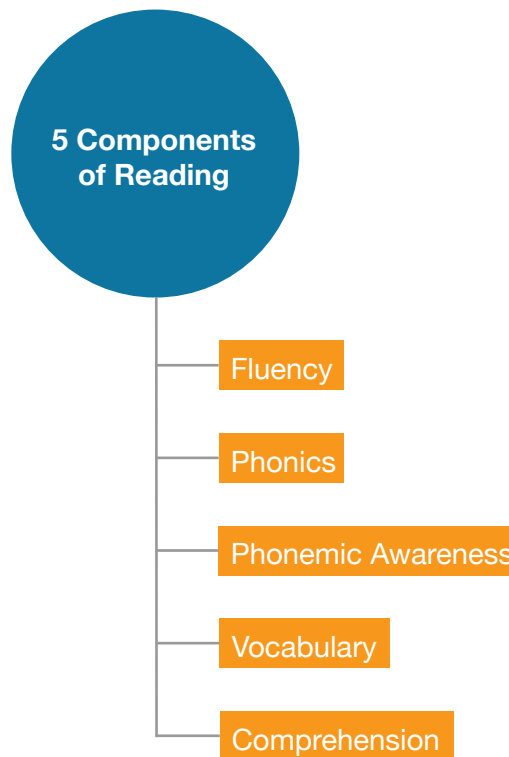 5 Components
of Reading
Fluency
Phonics
Phonemic Awareness
Vocabulary
Comprehension